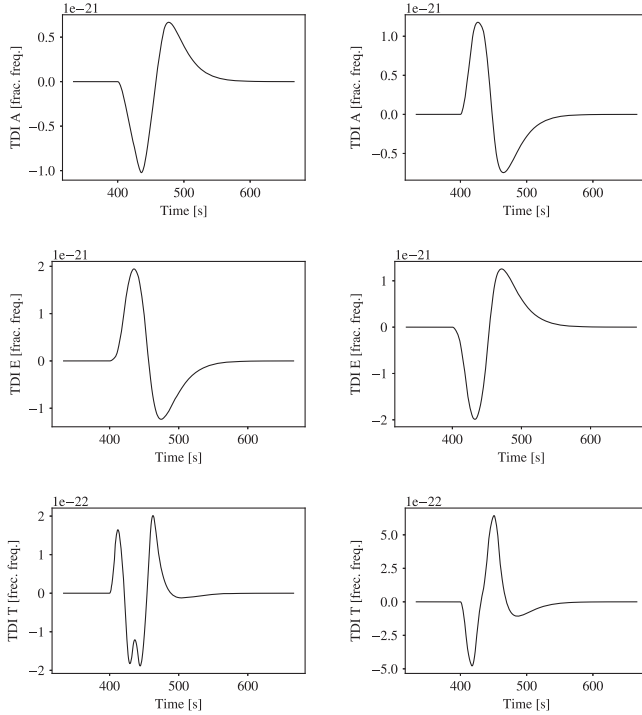 1e−21
TDI A [frac. freq.]
0.5
0.0
−0.5
−1.0
400
500
600
Time [s]
1e−21
TDI A [frac. freq.]
1.0
0.5
0.0
−0.5
400
500
600
Time [s]
1e−21
TDI E [frac. freq.]
2
1
0
−1
400
500
600
Time [s]
1e−21
TDI E [frac. freq.]
1
0
−1
−2
400
500
600
Time [s]
1e−22
TDI T [frec. freq.]
2
1
0
−1
−2
400
500
600
Time [s]
5e−22
TDI T [frec. freq.]
5.0
2.5
0.0
−2.5
−5.0
400
500
600
Time [s]